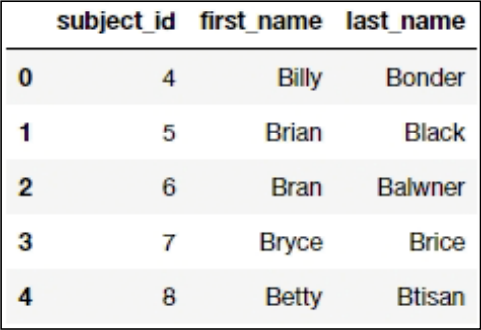 subject_id first_name last_name
0 4 Billy Bonder
1 5 Brian Black
2 6 Bran Balwner
3 7 Bryce Brice
4 8 Betty Btisan